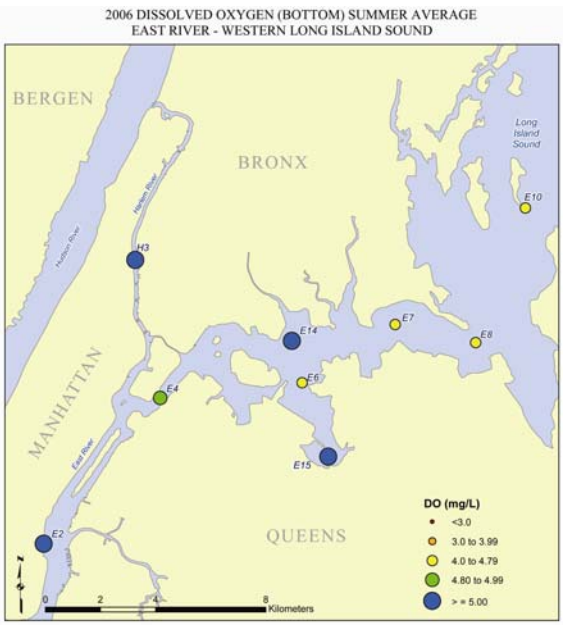 2006 DISSOLVED OXYGEN (BOTTOM) SUMMER AVERAGE
EAST RIVER - WESTERN LONG ISLAND SOUND
BERGEN
Long
Island
Sound
BRONX
E10
Harlem River
Hudson River
H3
E7
E14
E8
E6
E4
MANHATTAN
East River
E15
DO (mg/L)
<3.0
3.0 to 3.99
4.0 to 4.79
4.80 to 4.99
> = 5.00
QUEENS
E2
N
0 2 4 8
Kilometers